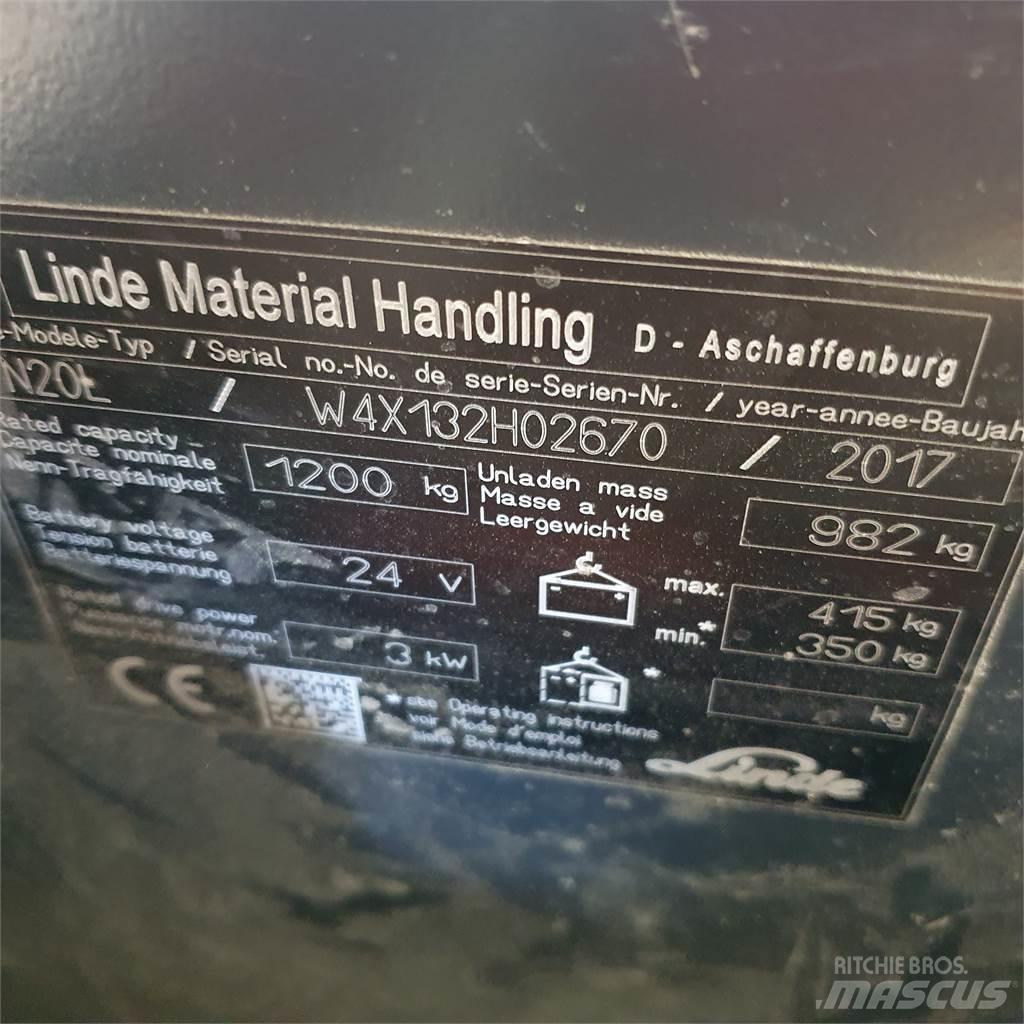 Linde Material Handling D - Aschaffenburg
-Modele-Typ / Serial no.-No. de serie-Serien-Nr. / year-annee-Baujah
N20L / W4X132H02670 / 2017
Rated capacity
Capacite nominale
Nenn-Tragfähigkeit
1200 kg
Unladen mass
Masse a vide
Leergewicht
982 kg
Battery voltage
Tension batterie
Batteriespannung
24 V
max. 415 kg
min.* 350 kg
Rated drive power
nom.
3 kW
CE
*
kg
*see Operating instructions
voir Mode d'emploi
siehe Betriebsanleitung
Linde
RITCHIE BROS.
MASCUS